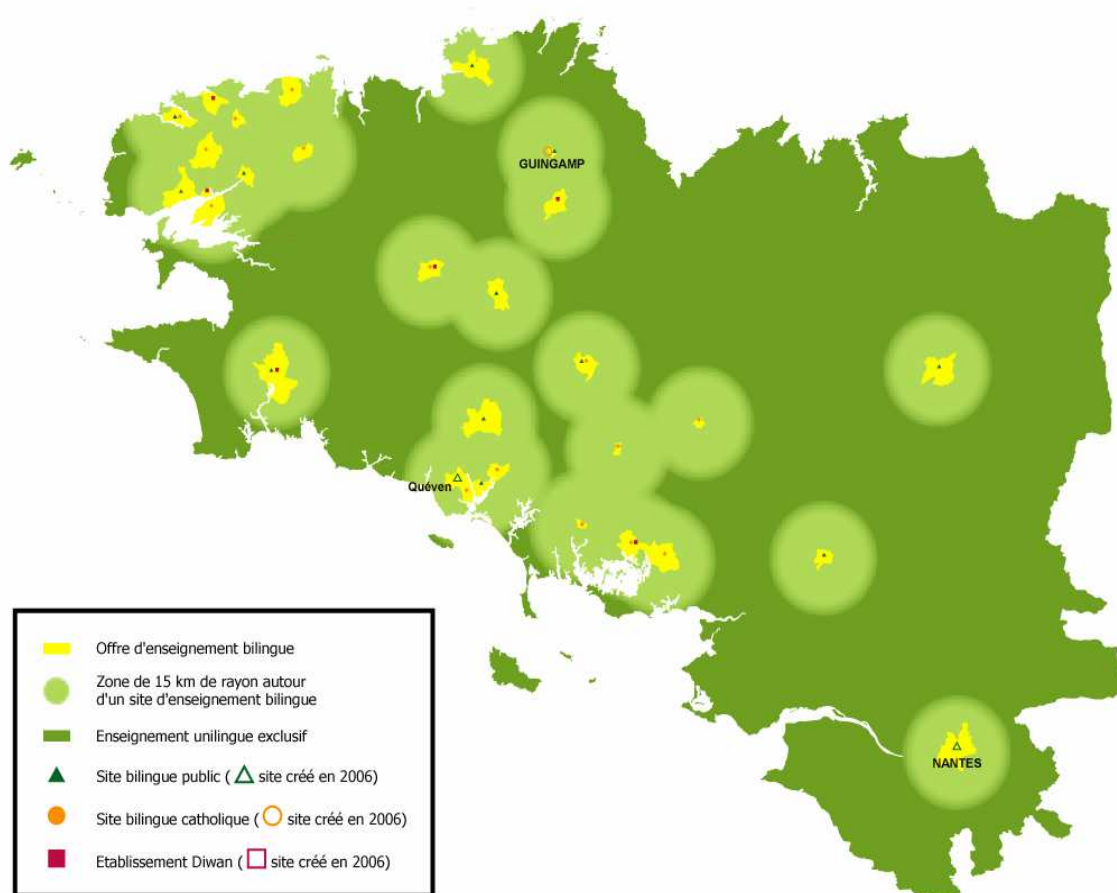 GUINGAMP
Quéven
NANTES
Offre d'enseignement bilingue
Zone de 15 km de rayon autour
d'un site d'enseignement bilingue
Enseignement unilingue exclusif
Site bilingue public ( site créé en 2006)
Site bilingue catholique ( site créé en 2006)
Etablissement Diwan ( site créé en 2006)